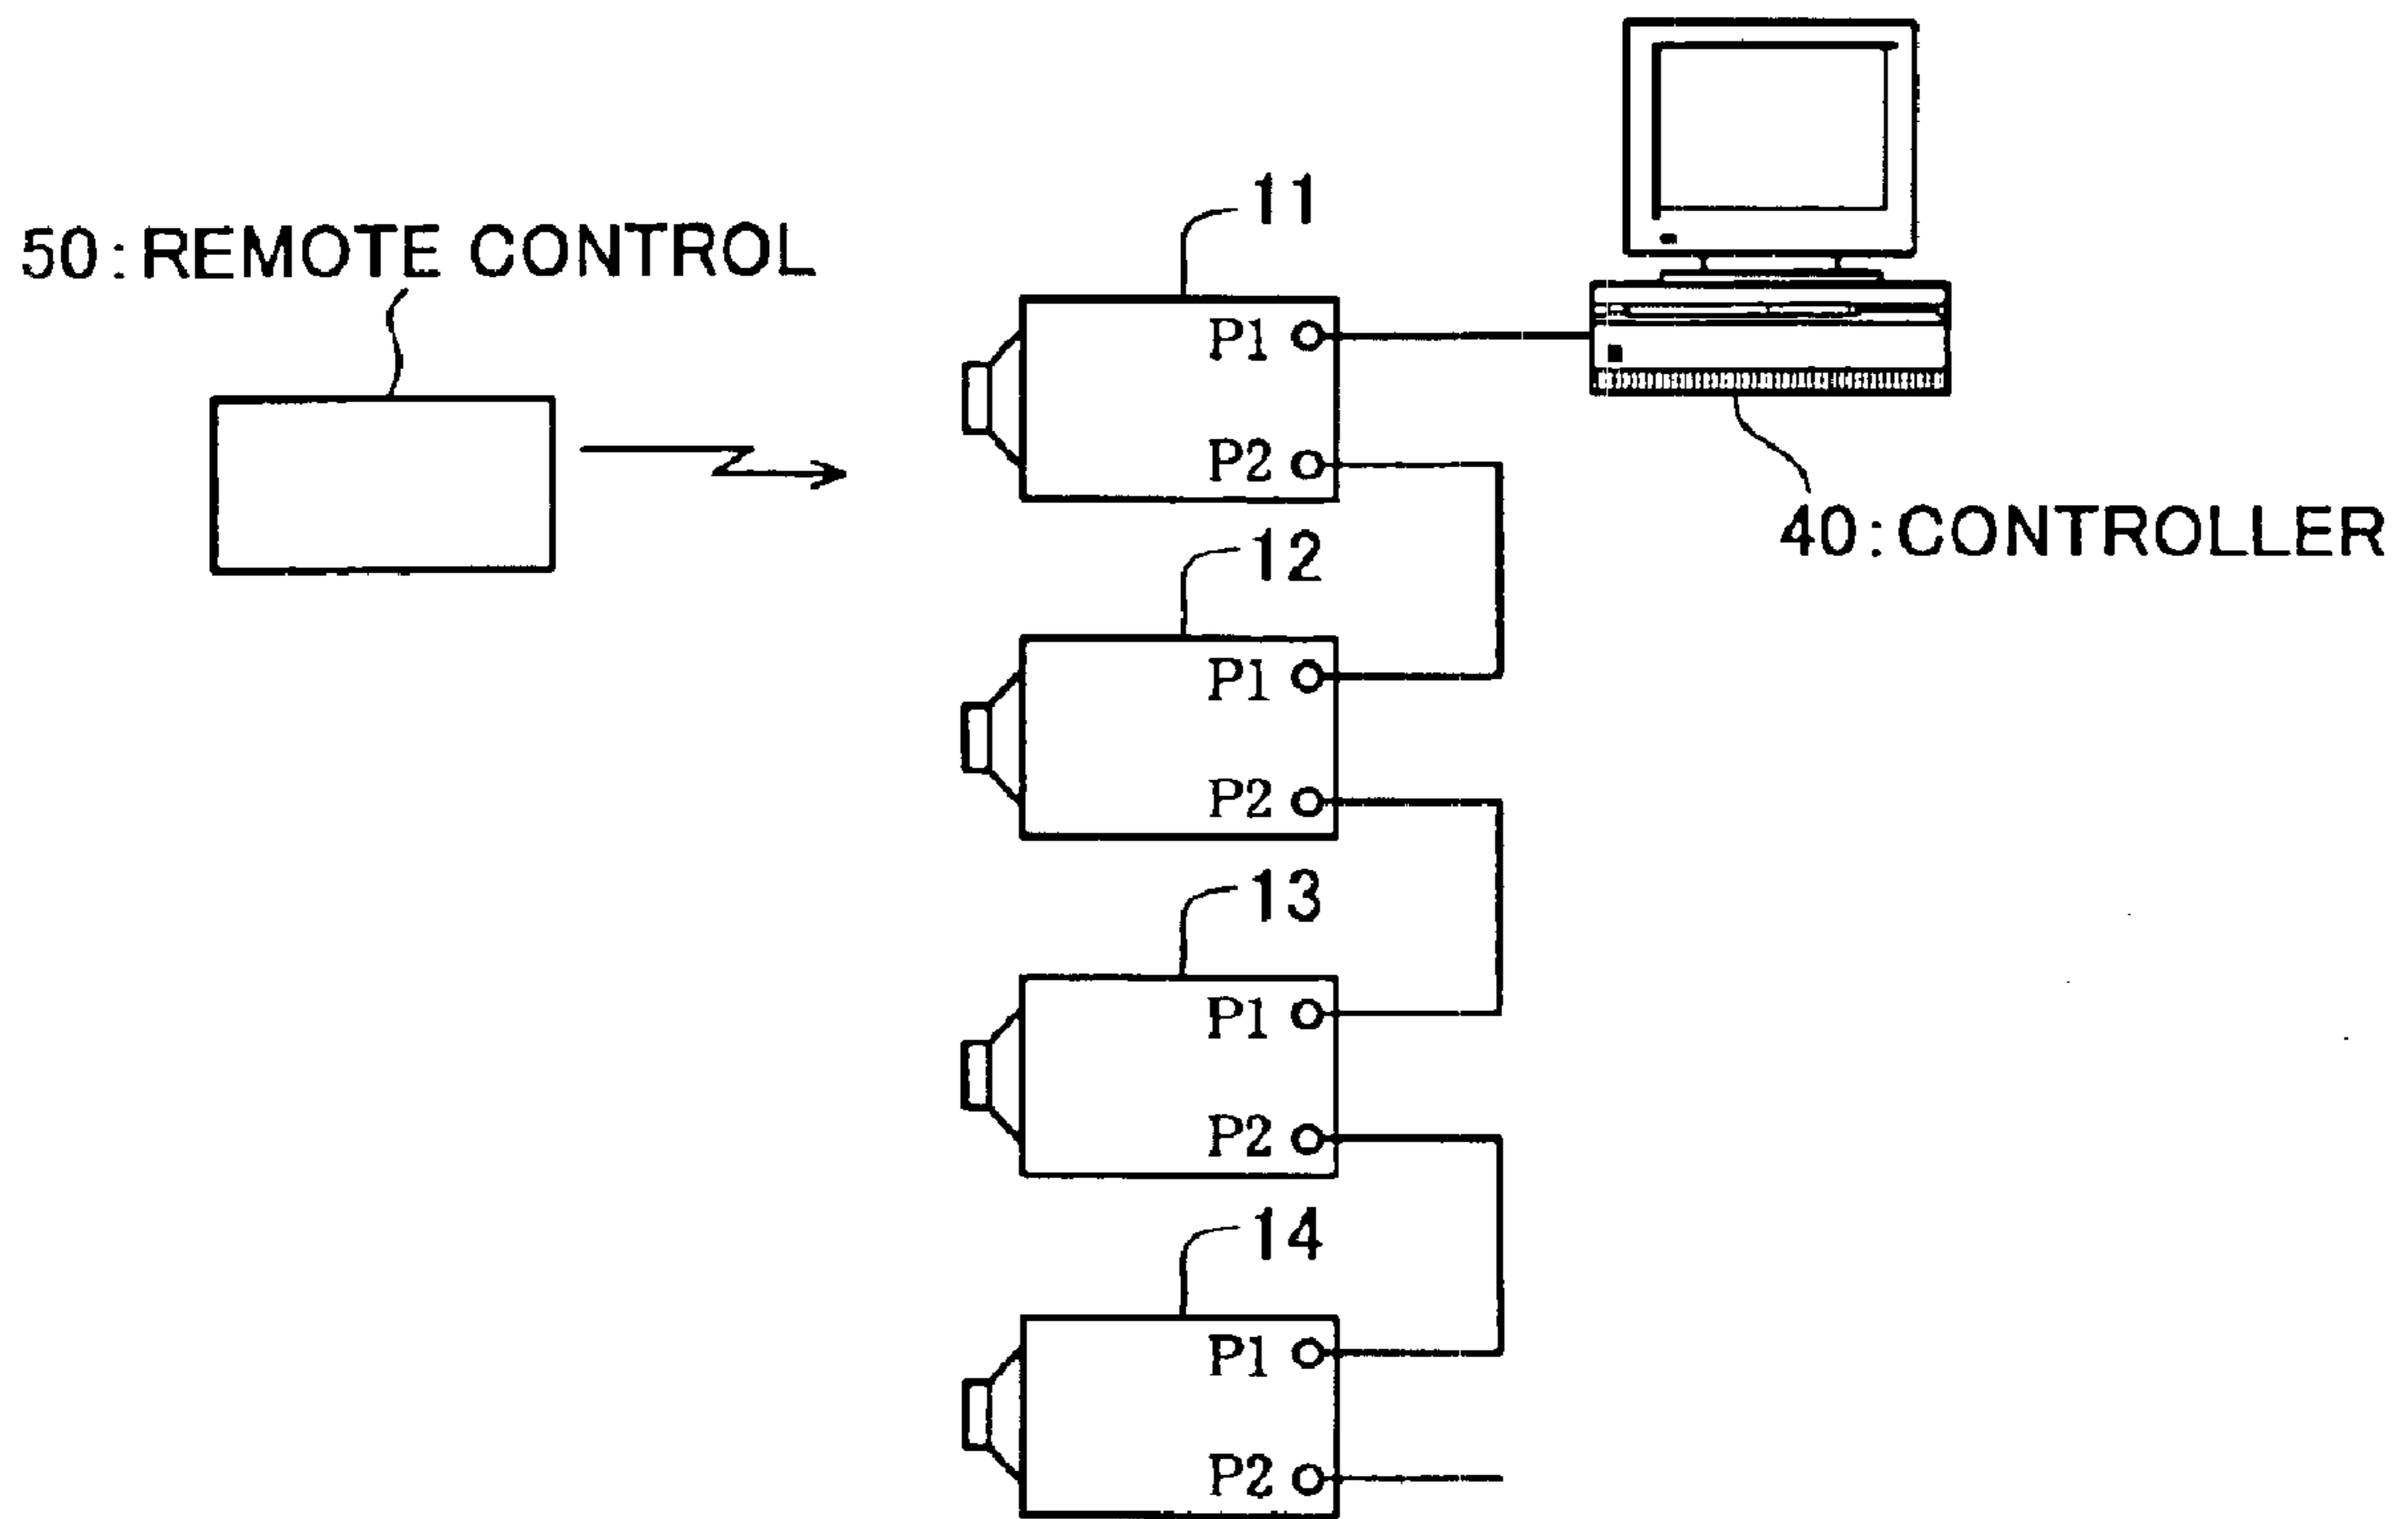 50:REMOTE CONTROL
11
P1
P2
40:CONTROLLER
12
P1
P2
13
P1
P2
14
P1
P2